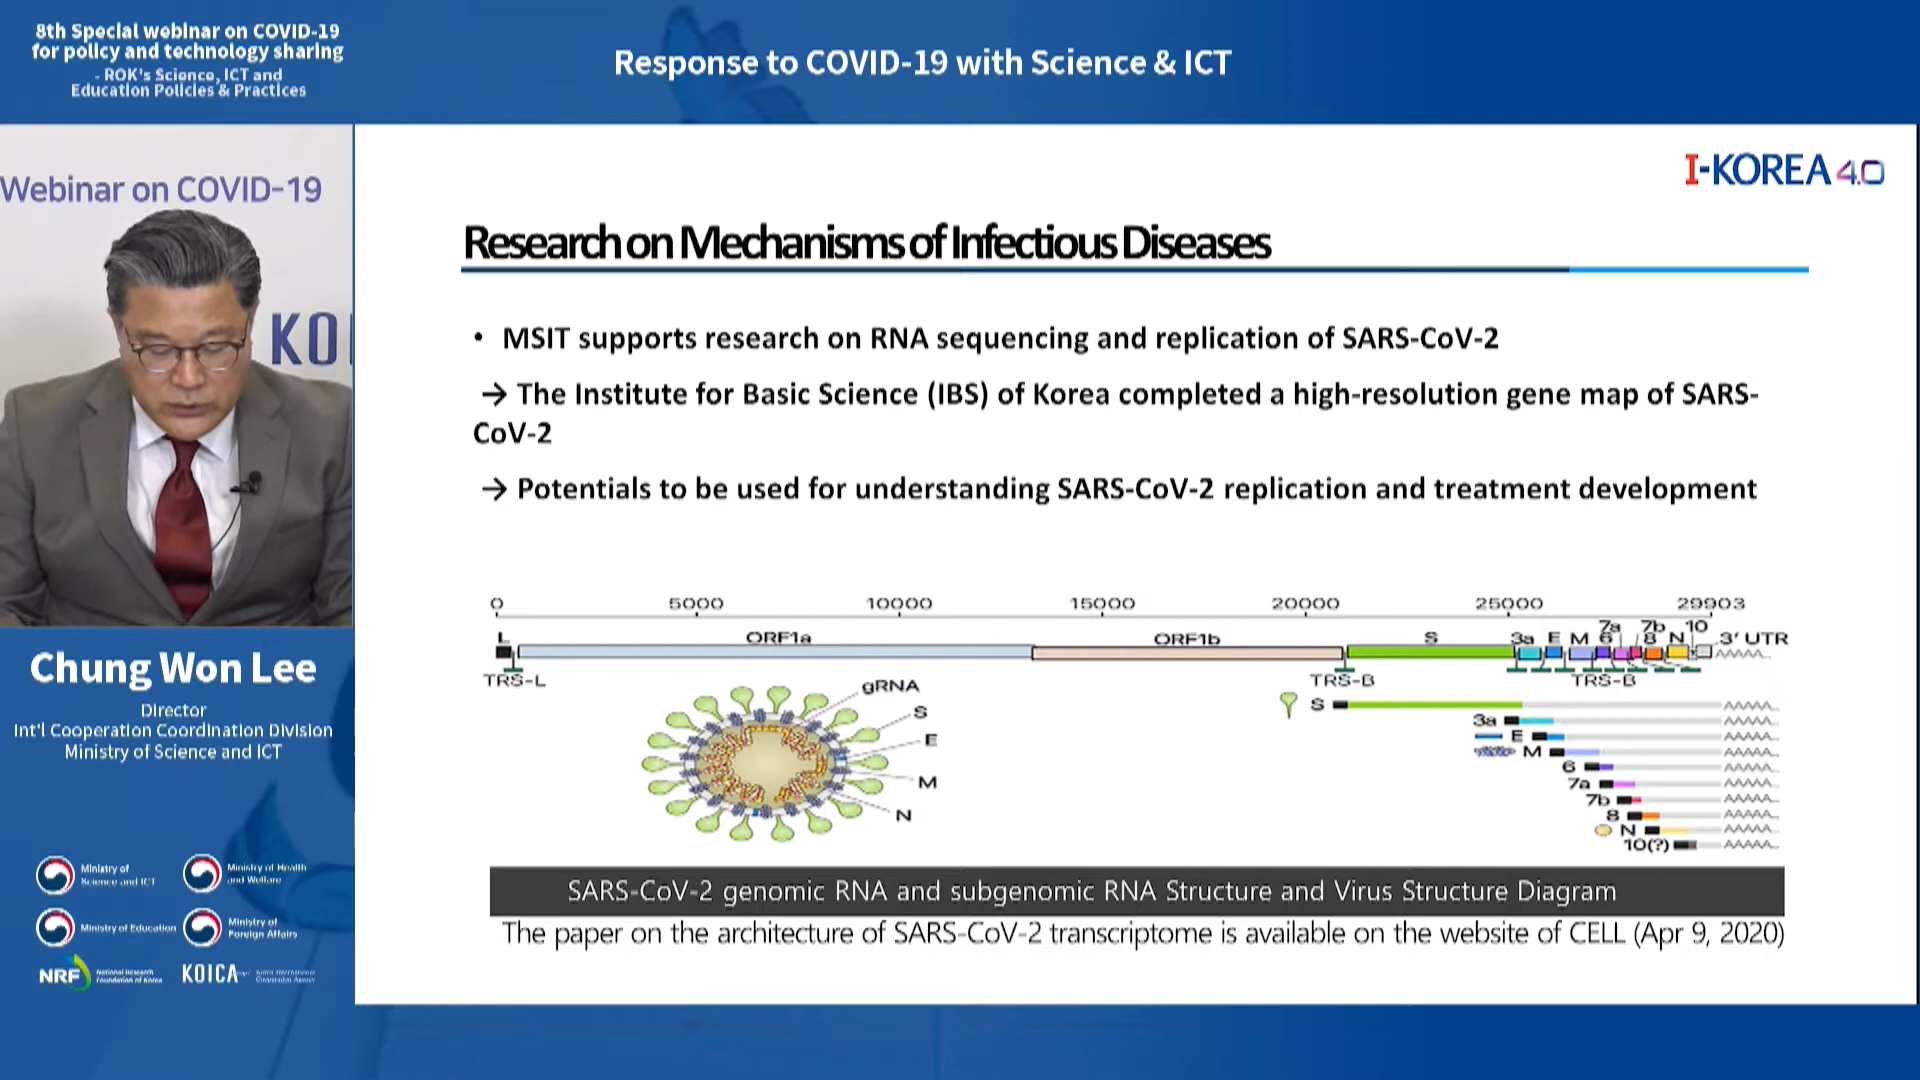 8th Special webinar on COVID-19
for policy and technology sharing
- ROK's Science, ICT and
Education Policies & Practices
Response to COVID-19 with Science & ICT
Webinar on COVID-19
KO
I-KOREA 4.0
Research on Mechanisms of Infectious Diseases
• MSIT supports research on RNA sequencing and replication of SARS-CoV-2
→ The Institute for Basic Science (IBS) of Korea completed a high-resolution gene map of SARS-
CoV-2
→ Potentials to be used for understanding SARS-CoV-2 replication and treatment development
0 5000 10000 15000 20000 25000 29903
L ORF1a ORF1b S 3a E M 6 7a 7b 8 N 10 3' UTR
TRS-L TRS-B TRS-B
gRNA
S
E
M
N
S
3a
E
M
6
7a
7b
8
N
10(?)
SARS-CoV-2 genomic RNA and subgenomic RNA Structure and Virus Structure Diagram
The paper on the architecture of SARS-CoV-2 transcriptome is available on the website of CELL (Apr 9, 2020)
Chung Won Lee
Director
Int'l Cooperation Coordination Division
Ministry of Science and ICT
Ministry of
Science and ICT
Ministry of Health
and Welfare
Ministry of Education
Ministry of
Foreign Affairs
NRF National Research
Foundation of Korea
KOICA Korea International
Cooperation Agency